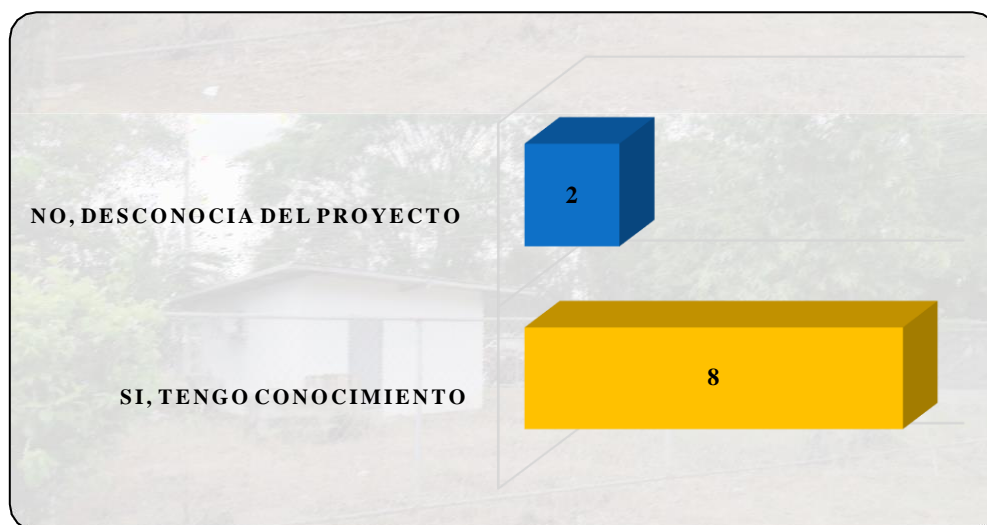 2
NO, DESCONOCIA DEL PROYECTO
8
SI, TENGO CONOCIMIENTO